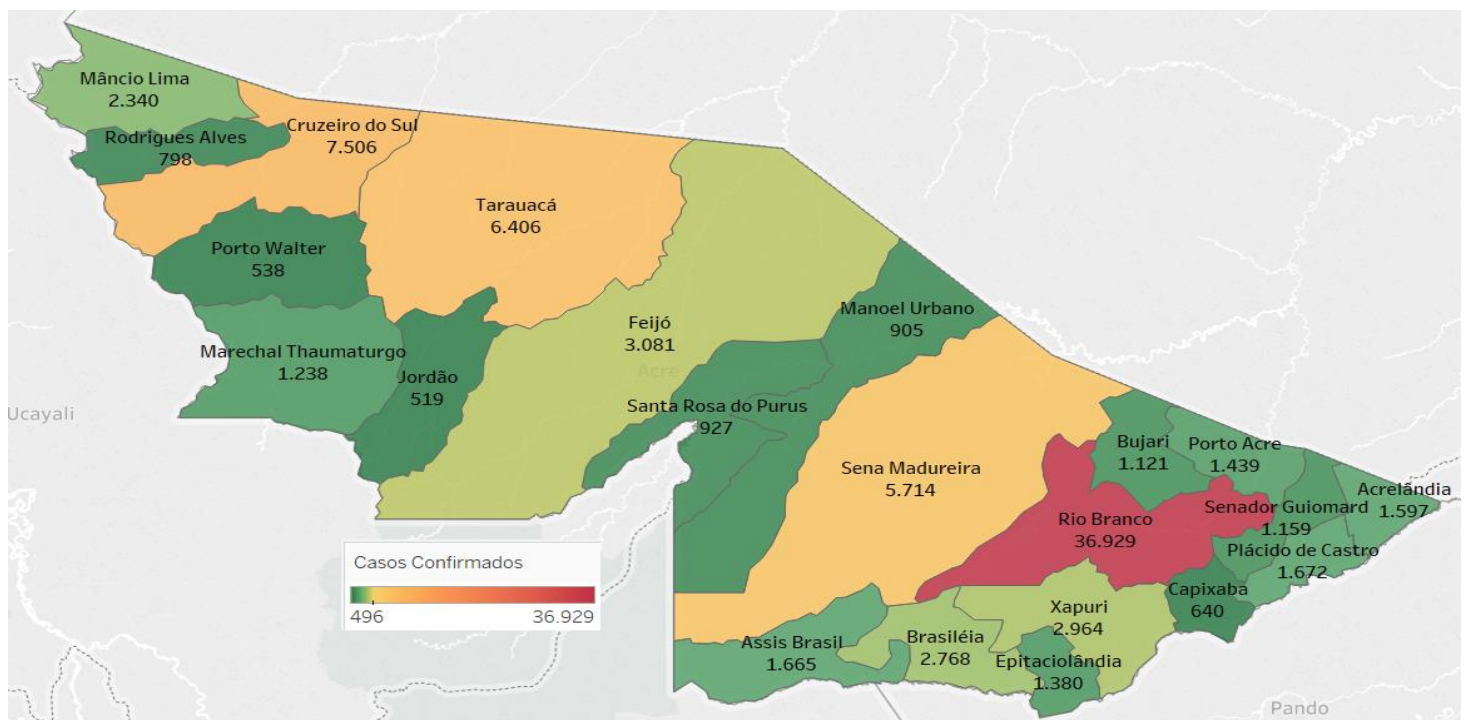 Mâncio Lima
2.340
Rodrigues Alves
798
Cruzeiro do Sul
7.506
Tarauacá
6.406
Porto Walter
538
Marechal Thaumaturgo
1.238
Jordão
519
Feijó
3.081
Acre
Manoel Urbano
905
Santa Rosa do Purus
927
Ucayali
Sena Madureira
5.714
Bujari
1.121
Porto Acre
1.439
Rio Branco
36.929
Senador Guiomard
1.159
Acrelândia
1.597
Plácido de Castro
1.672
Capixaba
640
Xapuri
2.964
Assis Brasil
1.665
Brasiléia
2.768
Epitaciolândia
1.380
Casos Confirmados
496 36.929
Pando